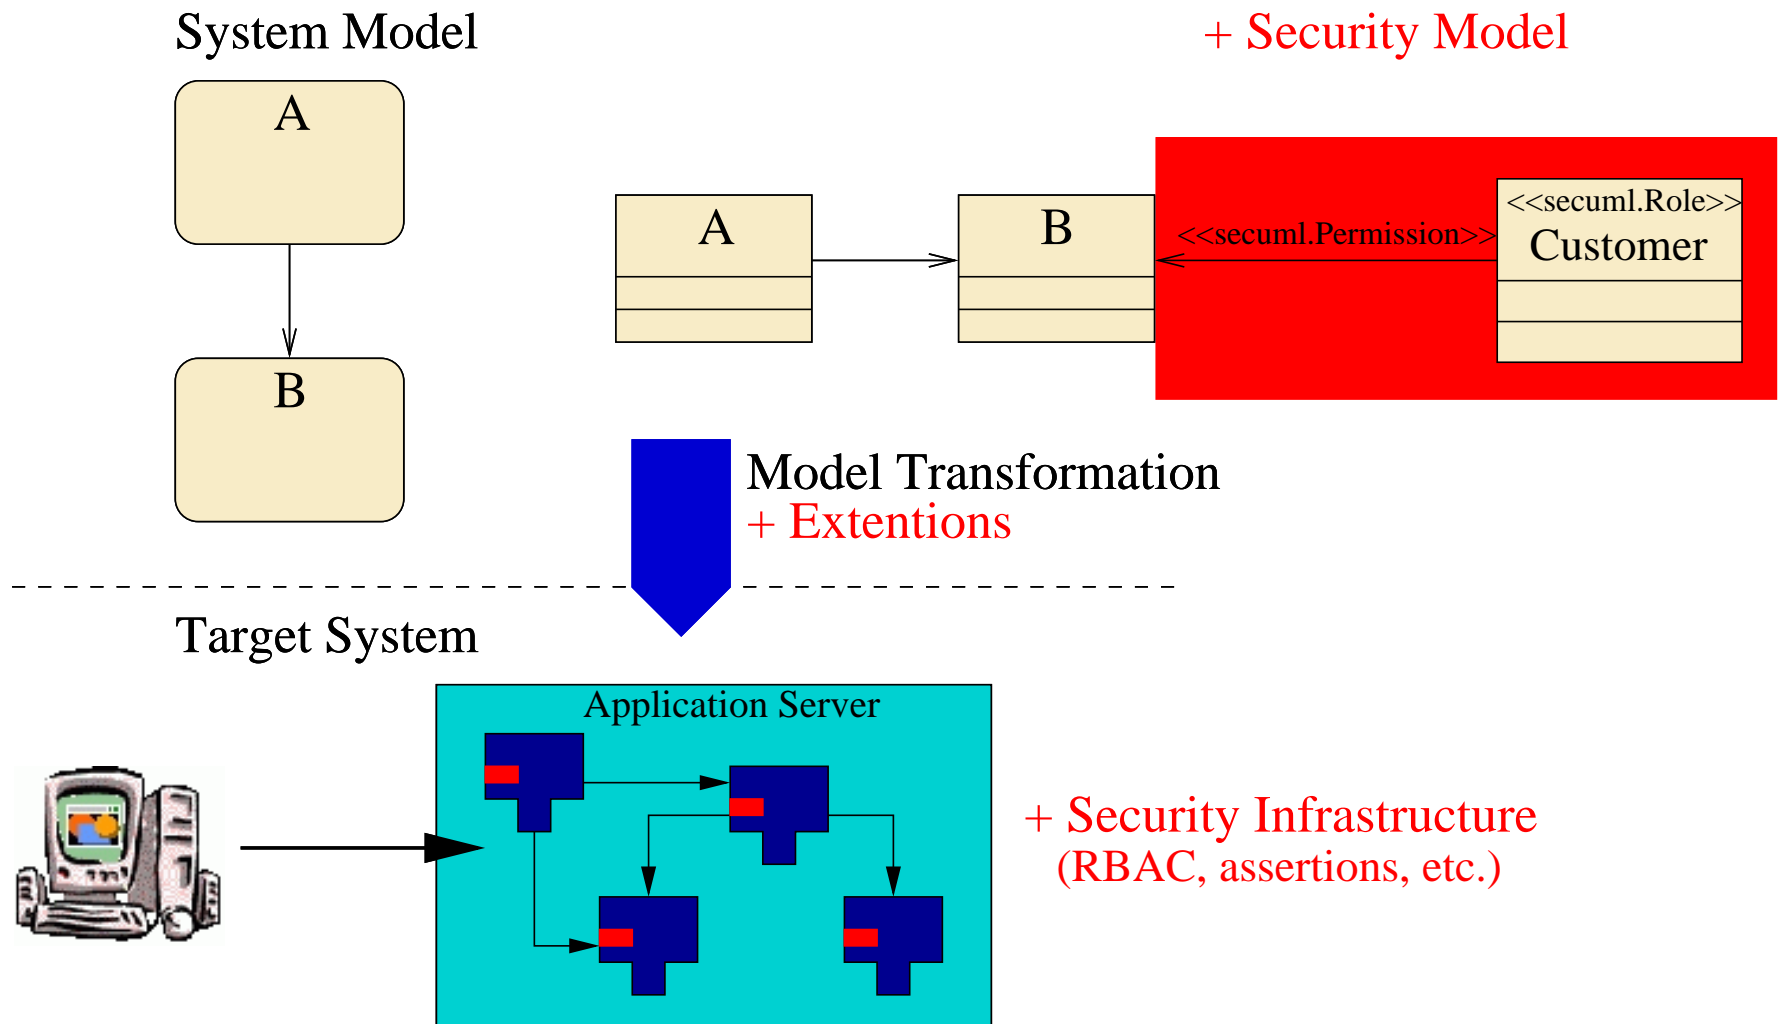 System Model
+ Security Model
A
A
B
<<secuml.Permission>>
<<secuml.Role>>
Customer
B
Model Transformation
+ Extentions
Target System
Application Server
+ Security Infrastructure
(RBAC, assertions, etc.)